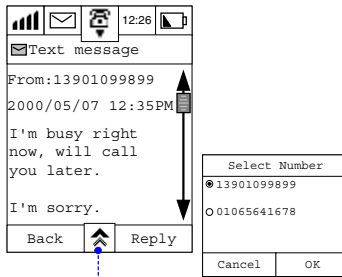 12:26
Text message
From:13901099899
2000/05/07 12:35PM
I'm busy right
now, will call
you later.
I'm sorry.
Back Reply
Select Number
13901099899
01065641678
Cancel OK